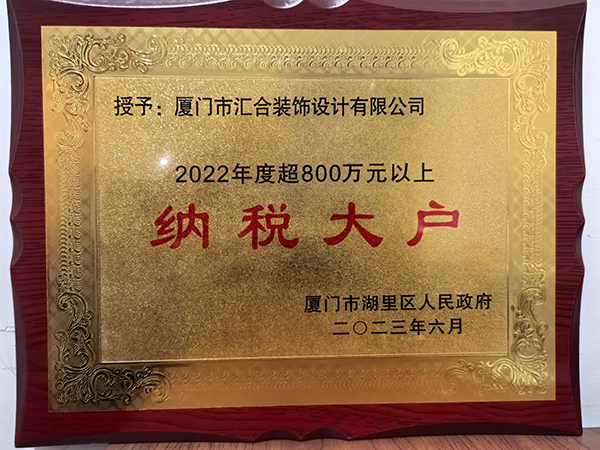 授予：厦门市汇合装饰设计有限公司
2022年度超800万元以上
纳税大户
厦门市湖里区人民政府
二〇二三年六月